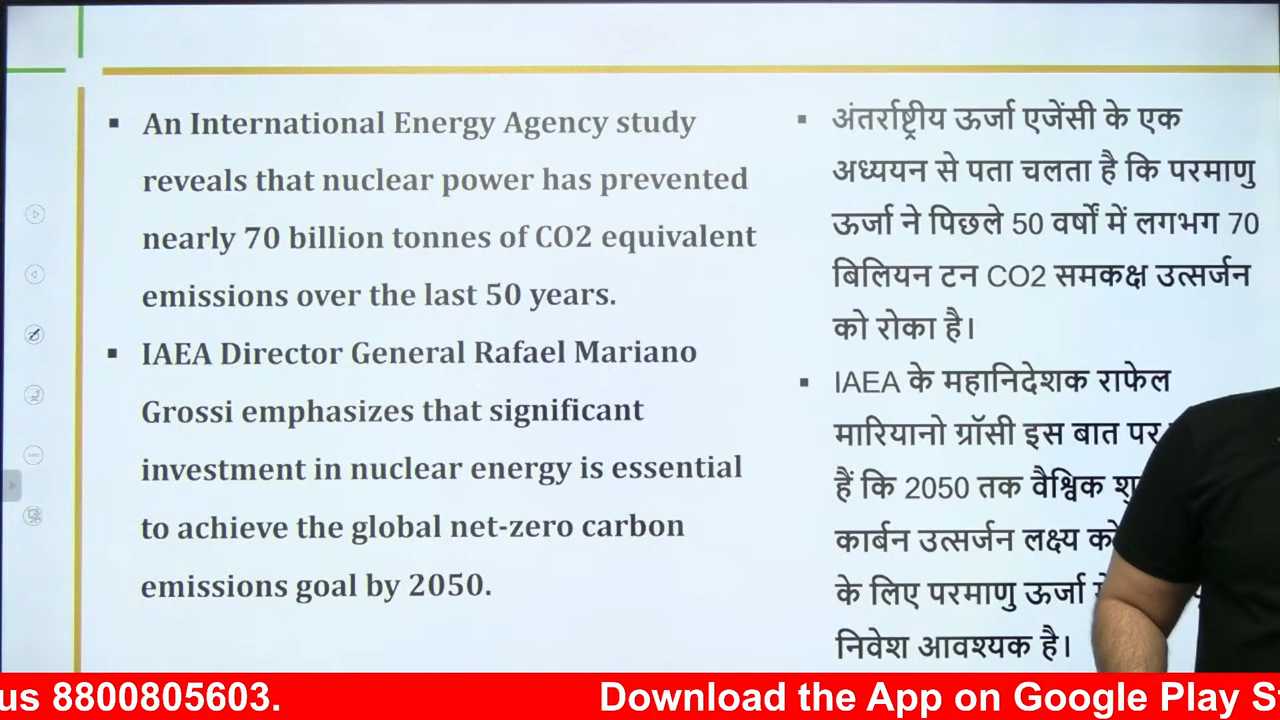 An International Energy Agency study
reveals that nuclear power has prevented
nearly 70 billion tonnes of CO2 equivalent
emissions over the last 50 years.
IAEA Director General Rafael Mariano
Grossi emphasizes that significant
investment in nuclear energy is essential
to achieve the global net-zero carbon
emissions goal by 2050.
अंतर्राष्ट्रीय ऊर्जा एजेंसी के एक
अध्ययन से पता चलता है कि परमाणु
ऊर्जा ने पिछले 50 वर्षों में लगभग 70
बिलियन टन CO2 समकक्ष उत्सर्जन
को रोका है।
IAEA के महानिदेशक राफेल
मारियानो ग्रॉसी इस बात पर
हैं कि 2050 तक वैश्विक
कार्बन उत्सर्जन लक्ष्य को
के लिए परमाणु ऊर्जा
निवेश आवश्यक है।
us 8800805603. Download the App on Google Play